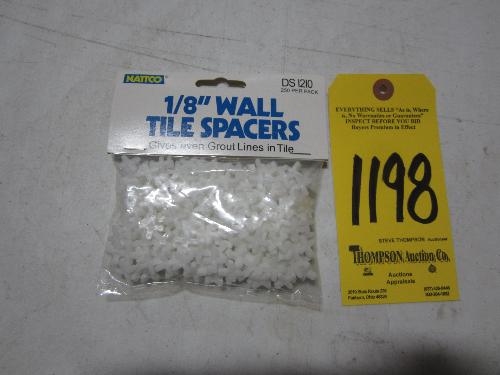 NATTCO
DS 1210
250 PER PACK
1/8" WALL
TILE SPACERS
Gives even Grout Lines in Tile
EVERYTHING SELLS "As is, Where
is, No Warranties or Guarantees"
INSPECT BEFORE YOU BID
Buyers Premium in Effect
1198
STEVE THOMPSON Auctioneer
THOMPSON Auction, Co.
Auctions
Appraisals